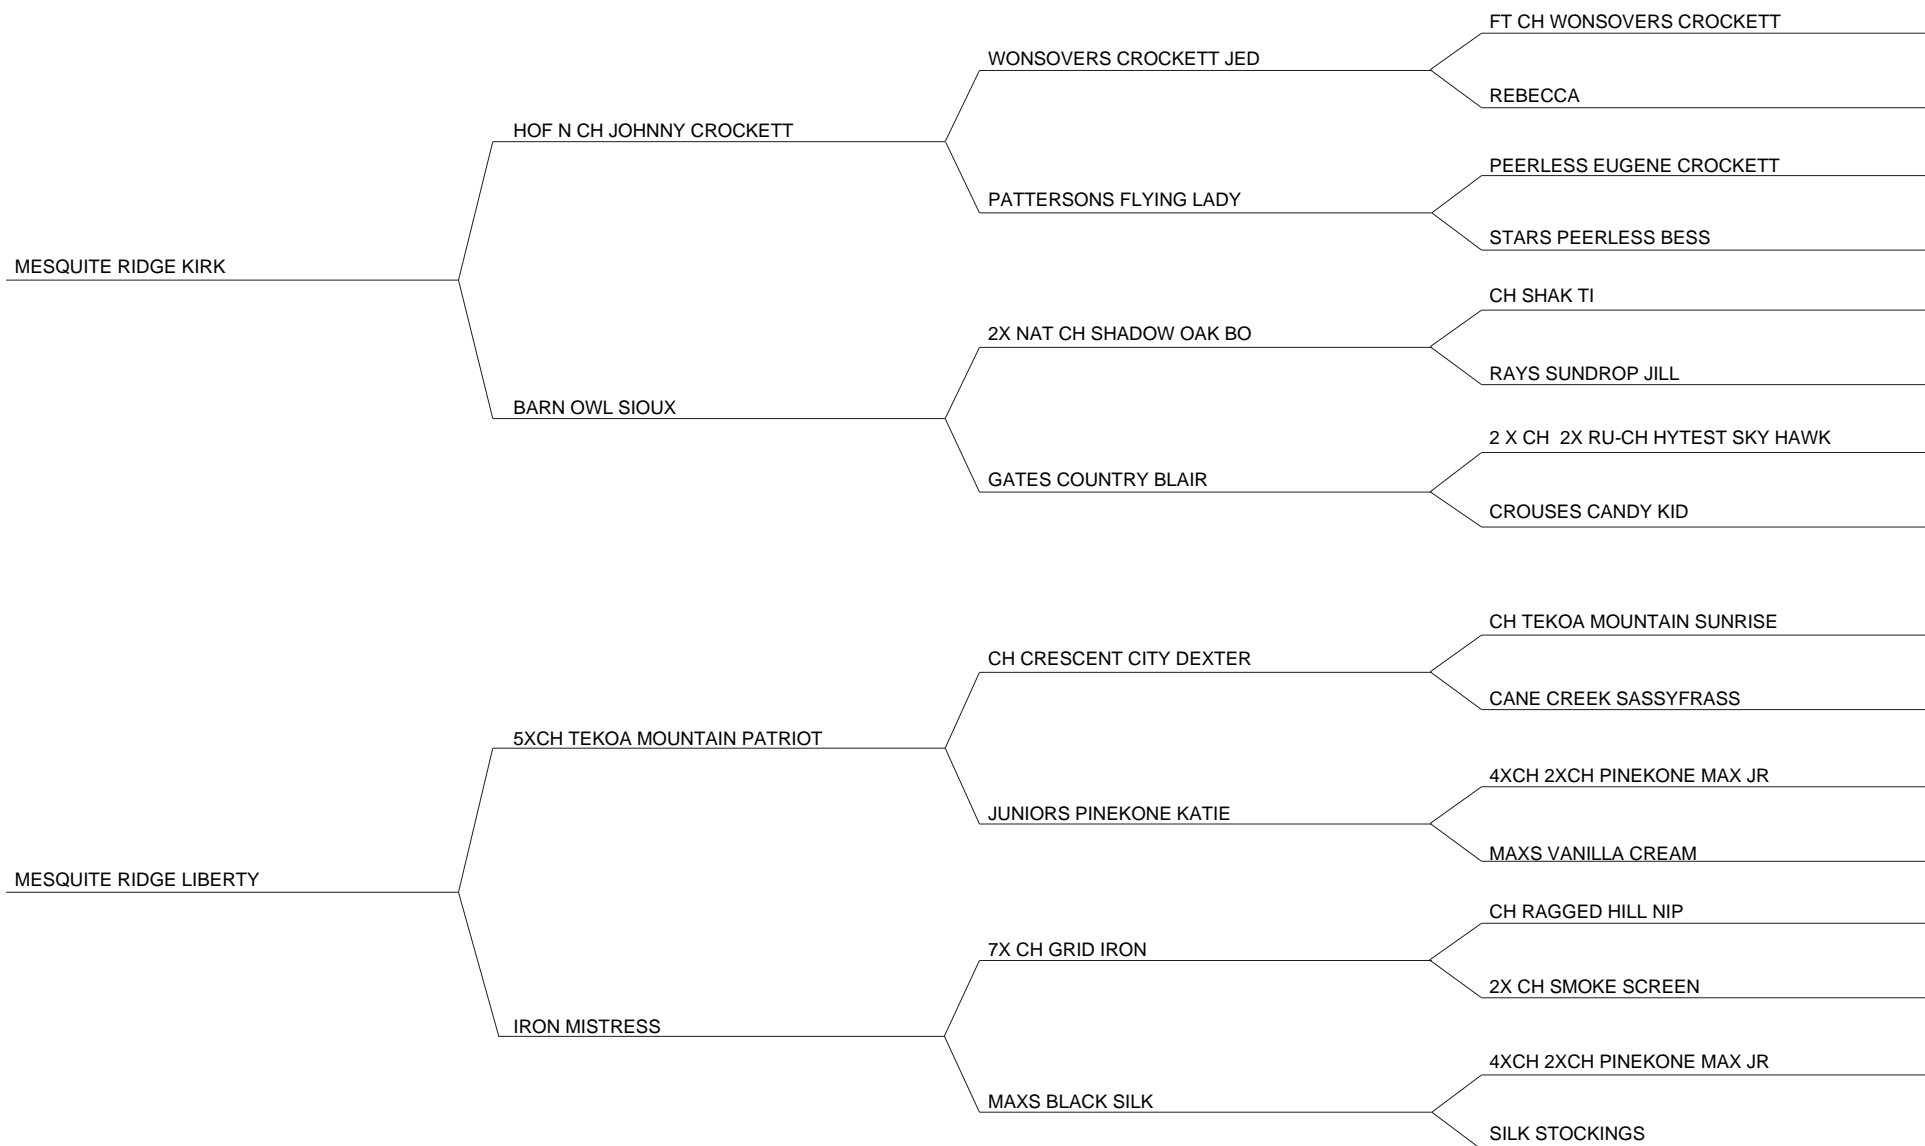 FT CH WONSOVERS CROCKETT
WONSOVERS CROCKETT JED
REBECCA
HOF N CH JOHNNY CROCKETT
PEERLESS EUGENE CROCKETT
PATTERSONS FLYING LADY
STARS PEERLESS BESS
MESQUITE RIDGE KIRK
CH SHAK TI
2X NAT CH SHADOW OAK BO
RAYS SUNDROP JILL
BARN OWL SIOUX
2 X CH  2X RU-CH HYTEST SKY HAWK
GATES COUNTRY BLAIR
CROUSES CANDY KID
CH TEKOA MOUNTAIN SUNRISE
CH CRESCENT CITY DEXTER
CANE CREEK SASSYFRASS
5XCH TEKOA MOUNTAIN PATRIOT
4XCH 2XCH PINEKONE MAX JR
JUNIORS PINEKONE KATIE
MAXS VANILLA CREAM
MESQUITE RIDGE LIBERTY
CH RAGGED HILL NIP
7X CH GRID IRON
2X CH SMOKE SCREEN
IRON MISTRESS
4XCH 2XCH PINEKONE MAX JR
MAXS BLACK SILK
SILK STOCKINGS